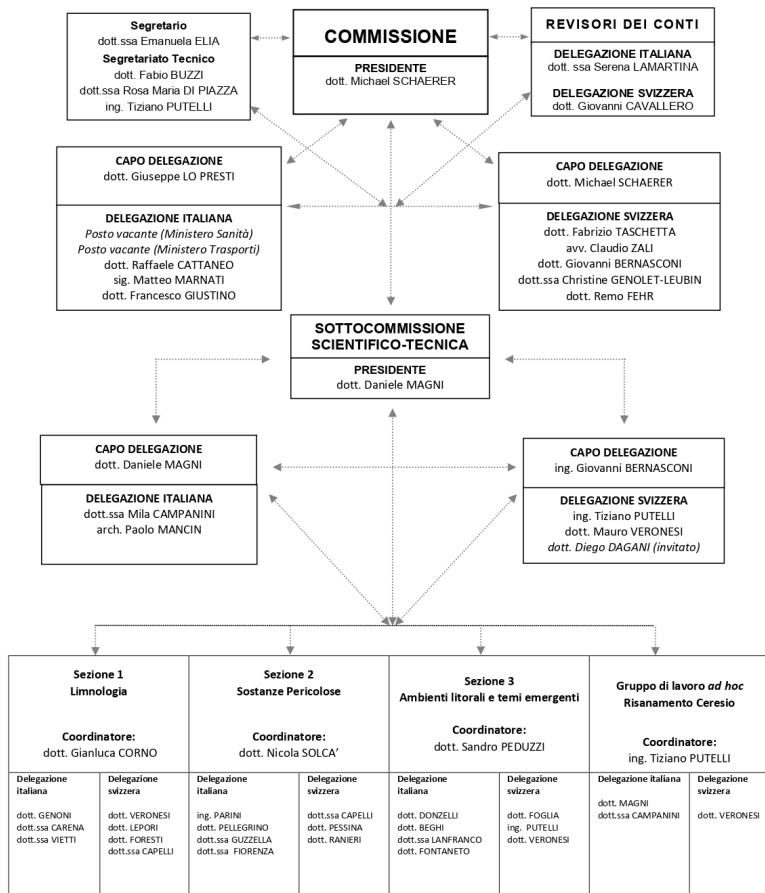 Segretario
dott.ssa Emanuela ELIA
Segretariato Tecnico
dott. Fabio BUZZI
dott.ssa Rosa Maria DI PIAZZA
ing. Tiziano PUTELLI
COMMISSIONE
PRESIDENTE
dott. Michael SCHAERER
REVISORI DEI CONTI
DELEGAZIONE ITALIANA
dott. ssa Serena LAMARTINA
DELEGAZIONE SVIZZERA
dott. Giovanni CAVALLERO
CAPO DELEGAZIONE
dott. Giuseppe LO PRESTI
DELEGAZIONE ITALIANA
Posto vacante (Ministero Sanità)
Posto vacante (Ministero Trasporti)
dott. Raffaele CATTANEO
sig. Matteo MARNATI
dott. Francesco GIUSTINO
CAPO DELEGAZIONE
dott. Michael SCHAERER
DELEGAZIONE SVIZZERA
dott. Fabrizio TASCHETTA
avv. Claudio ZALI
dott. Giovanni BERNASCONI
dott.ssa Christine GENOLET-LEUBIN
dott. Remo FEHR
SOTTOCOMMISSIONE
SCIENTIFICO-TECNICA
PRESIDENTE
dott. Daniele MAGNI
CAPO DELEGAZIONE
dott. Daniele MAGNI
DELEGAZIONE ITALIANA
dott.ssa Mila CAMPANINI
arch. Paolo MANCIN
CAPO DELEGAZIONE
ing. Giovanni BERNASCONI
DELEGAZIONE SVIZZERA
ing. Tiziano PUTELLI
dott. Mauro VERONESI
dott. Diego DAGANI (invitato)
Sezione 1
Limnologia
Coordinatore:
dott. Gianluca CORNO
Delegazione
italiana
dott. GENONI
dott.ssa CARENA
dott.ssa VIETTI
Delegazione
svizzera
dott. VERONESI
dott. LEPORI
dott. FORESTI
dott.ssa CAPELLI
Sezione 2
Sostanze Pericolose
Coordinatore:
dott. Nicola SOLCA’
Delegazione
italiana
ing. PARINI
dott. PELLEGRINO
dott.ssa GUZZELLA
dott.ssa FIORENZA
Delegazione
svizzera
dott.ssa CAPELLI
dott. PESSINA
dott. RANIERI
Sezione 3
Ambienti litorali e temi emergenti
Coordinatore:
dott. Sandro PEDUZZI
Delegazione
italiana
dott. DONZELLI
dott. BEGHI
dott.ssa LANFRANCO
dott. FONTANETO
Delegazione
svizzera
dott. FOGLIA
ing. PUTELLI
dott. VERONESI
Gruppo di lavoro ad hoc
Risanamento Ceresio
Coordinatore:
ing. Tiziano PUTELLI
Delegazione italiana
dott. MAGNI
dott.ssa CAMPANINI
Delegazione
svizzera
dott. VERONESI